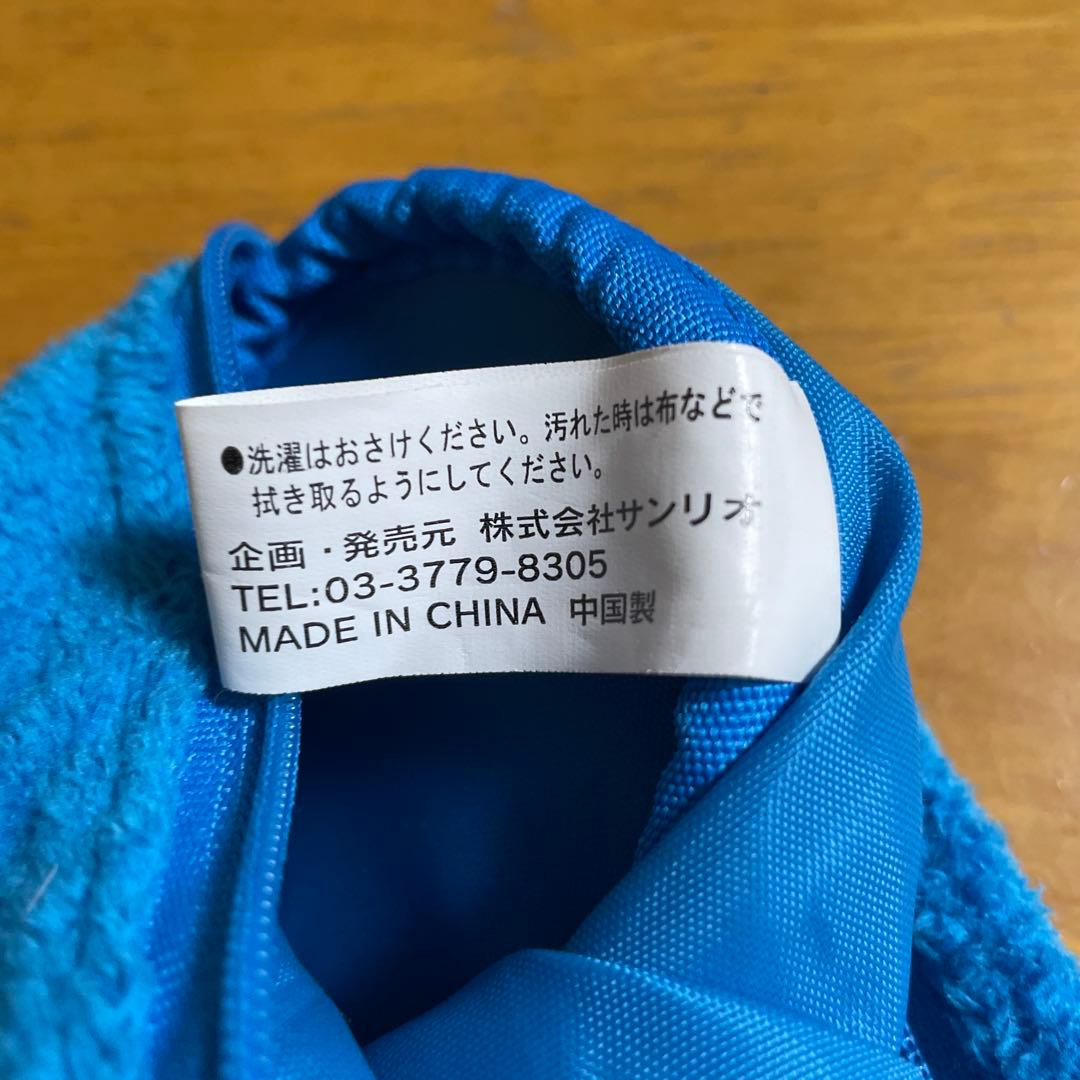 ●洗濯はおさけください。汚れた時は布などで
拭き取るようにしてください。
企画・発売元 株式会社サンリオ
TEL:03-3779-8305
MADE IN CHINA 中国製